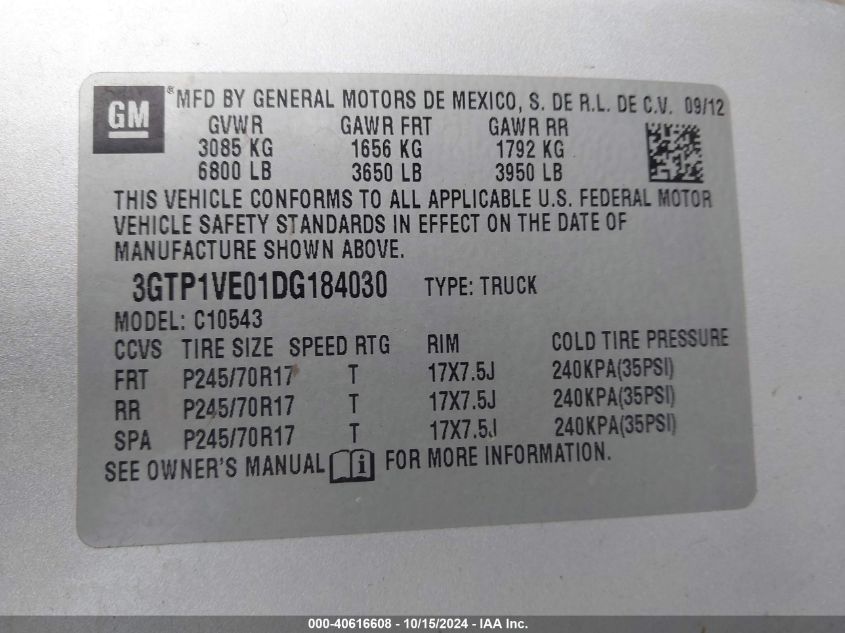 GM
® MFD BY GENERAL MOTORS DE MEXICO, S. DE R.L. DE C.V. 09/12
GVWR GAWR FRT GAWR RR
3085 KG 1656 KG 1792 KG
6800 LB 3650 LB 3950 LB
THIS VEHICLE CONFORMS TO ALL APPLICABLE U.S. FEDERAL MOTOR
VEHICLE SAFETY STANDARDS IN EFFECT ON THE DATE OF
MANUFACTURE SHOWN ABOVE.
3GTP1VE01DG184030 TYPE: TRUCK
MODEL: C10543
CCVS TIRE SIZE SPEED RTG RIM COLD TIRE PRESSURE
FRT P245/70R17 T 17X7.5J 240KPA(35PSI)
RR P245/70R17 T 17X7.5J 240KPA(35PSI)
SPA P245/70R17 T 17X7.5J 240KPA(35PSI)
SEE OWNER'S MANUAL i FOR MORE INFORMATION.
000-40616608 - 10/15/2024 - IAA Inc.